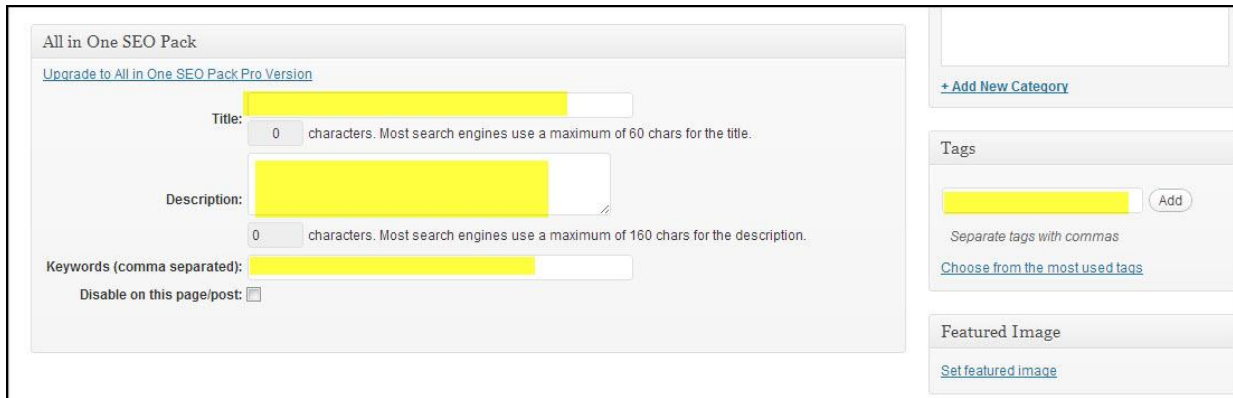 All in One SEO Pack
Upgrade to All in One SEO Pack Pro Version
Title:
0 characters. Most search engines use a maximum of 60 chars for the title.
Description:
0 characters. Most search engines use a maximum of 160 chars for the description.
Keywords (comma separated):
Disable on this page/post:
+ Add New Category
Tags
Add
Separate tags with commas
Choose from the most used tags
Featured Image
Set featured image